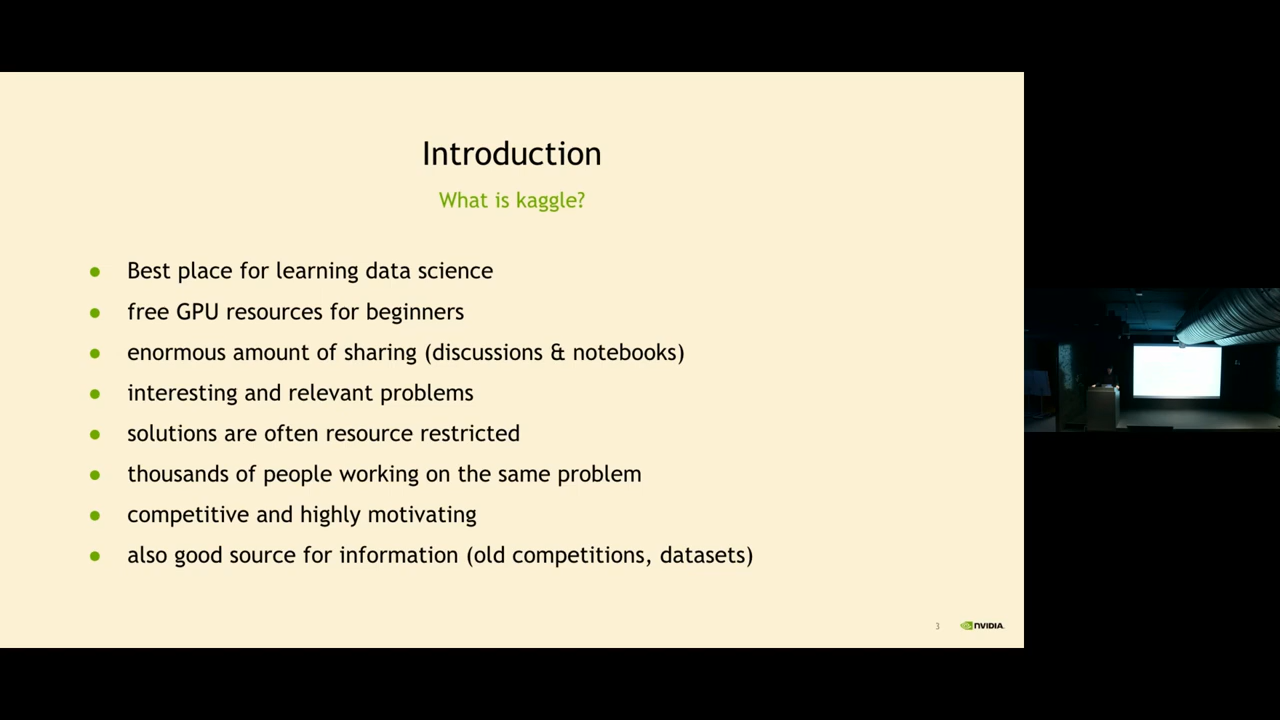 Introduction
What is kaggle?
● Best place for learning data science
● free GPU resources for beginners
● enormous amount of sharing (discussions & notebooks)
● interesting and relevant problems
● solutions are often resource restricted
● thousands of people working on the same problem
● competitive and highly motivating
● also good source for information (old competitions, datasets)
3
NVIDIA.